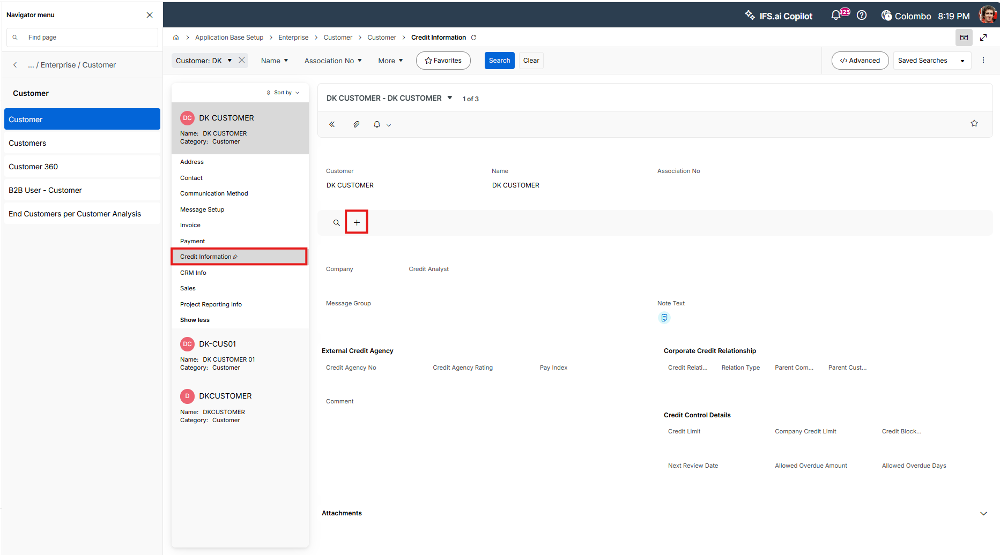 Navigator menu
Find page
... / Enterprise / Customer
Customer
Customer
Customers
Customer 360
B2B User - Customer
End Customers per Customer Analysis
IFS.ai Copilot
125
Colombo 8:19 PM
Application Base Setup > Enterprise > Customer > Customer > Credit Information
Customer: DK
Name
Association No
More
Favorites
Search
Clear
</> Advanced
Saved Searches
Sort by
DC DK CUSTOMER
Name: DK CUSTOMER
Category: Customer
Address
Contact
Communication Method
Message Setup
Invoice
Payment
Credit Information
CRM Info
Sales
Project Reporting Info
Show less
DC DK-CUS01
Name: DK CUSTOMER 01
Category: Customer
D DKCUSTOMER
Name: DKCUSTOMER
Category: Customer
DK CUSTOMER - DK CUSTOMER 1 of 3
Customer Name Association No
DK CUSTOMER DK CUSTOMER
Company Credit Analyst
Message Group Note Text
External Credit Agency
Credit Agency No Credit Agency Rating Pay Index
Comment
Corporate Credit Relationship
Credit Relati... Relation Type Parent Com... Parent Cust...
Credit Control Details
Credit Limit Company Credit Limit Credit Block...
Next Review Date Allowed Overdue Amount Allowed Overdue Days
Attachments